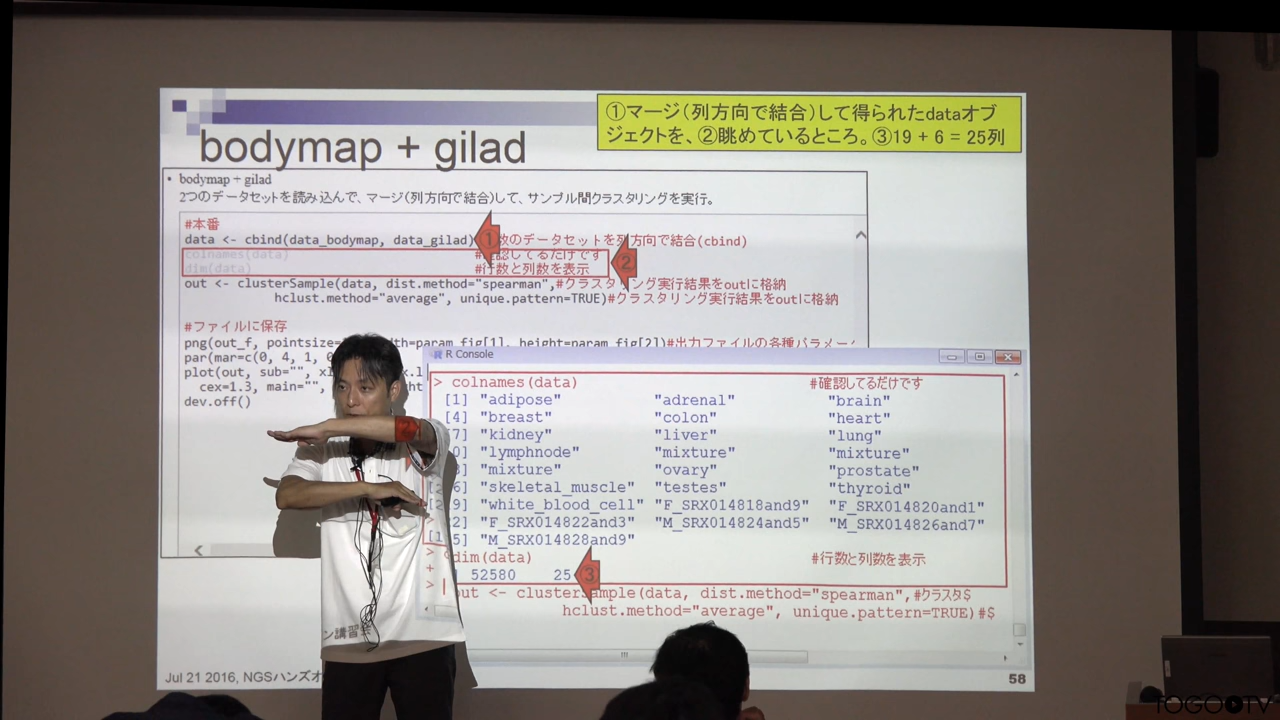 bodymap + gilad
①マージ(列方向で結合)して得られたdataオブ
ジェクトを、②眺めているところ。③19 + 6 = 25列
• bodymap + gilad
2つのデータセットを読み込んで、マージ(列方向で結合)して、サンプル間クラスタリングを実行。
#本番
data <- cbind(data_bodymap, data_gilad) ① 数のデータセットを列方向で結合(cbind)
colnames(data) #確認してるだけです
dim(data) #行数と列数を表示
②
out <- clusterSample(data, dist.method="spearman",#クラスタリング実行結果をoutに格納
hclust.method="average", unique.pattern=TRUE)#クラスタリング実行結果をoutに格納
#ファイルに保存
png(out_f, pointsize= th=param_fig[1], height=param_fig[2])#出力ファイルの各種パラメータ
par(mar=c(0, 4, 1, 0
plot(out, sub="", x
cex=1.3, main="", ght
dev.off()
R Console
> colnames(data) #確認してるだけです
[1] "adipose" "adrenal" "brain"
[4] "breast" "colon" "heart"
7] "kidney" "liver" "lung"
0] "lymphnode" "mixture" "mixture"
3] "mixture" "ovary" "prostate"
6] "skeletal_muscle" "testes" "thyroid"
9] "white_blood_cell" "F_SRX014818and9" "F_SRX014820and1"
2] "F_SRX014822and3" "M_SRX014824and5" "M_SRX014826and7"
5] "M_SRX014828and9"
> dim(data) #行数と列数を表示
52580 25 ③
out <- clusterSample(data, dist.method="spearman",#クラスタ$
hclust.method="average", unique.pattern=TRUE)#$
ン講習会
Jul 21 2016, NGSハンズオ
58
TOGO TV